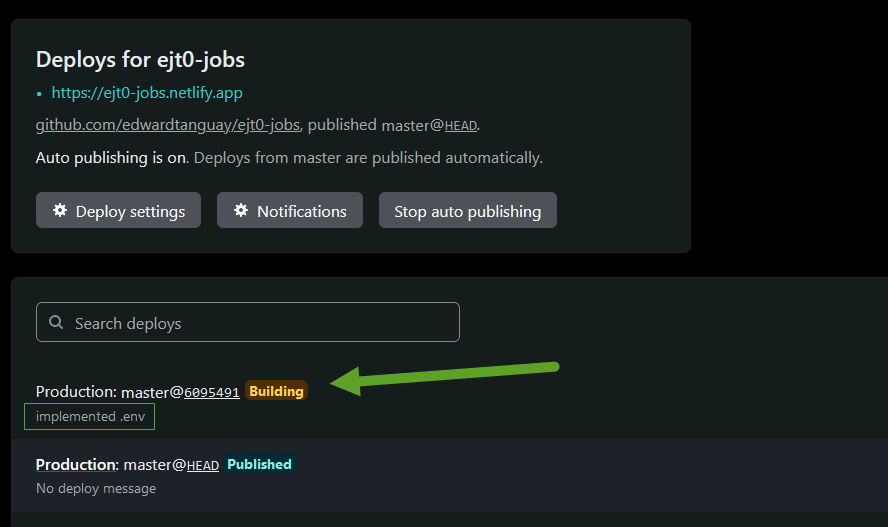 Deploys for ejt0-jobs
• https://ejt0-jobs.netlify.app
github.com/edwardtanguay/ejt0-jobs, published master@HEAD.
Auto publishing is on. Deploys from master are published automatically.
Deploy settings Notifications Stop auto publishing
Search deploys
Production: master@6095491 Building
implemented .env
Production: master@HEAD Published
No deploy message